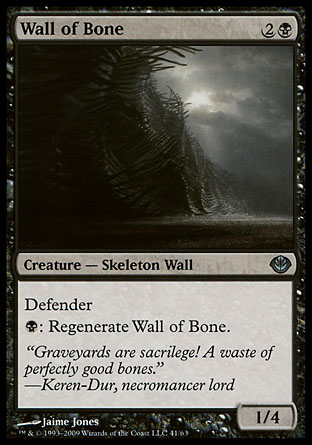 Wall of Bone 2
Creature — Skeleton Wall
Defender
: Regenerate Wall of Bone.
“Graveyards are sacrilege! A waste of
perfectly good bones.”
—Keren-Dur, necromancer lord
Jaime Jones
™ & © 1993–2009 Wizards of the Coast LLC 41/63
1/4